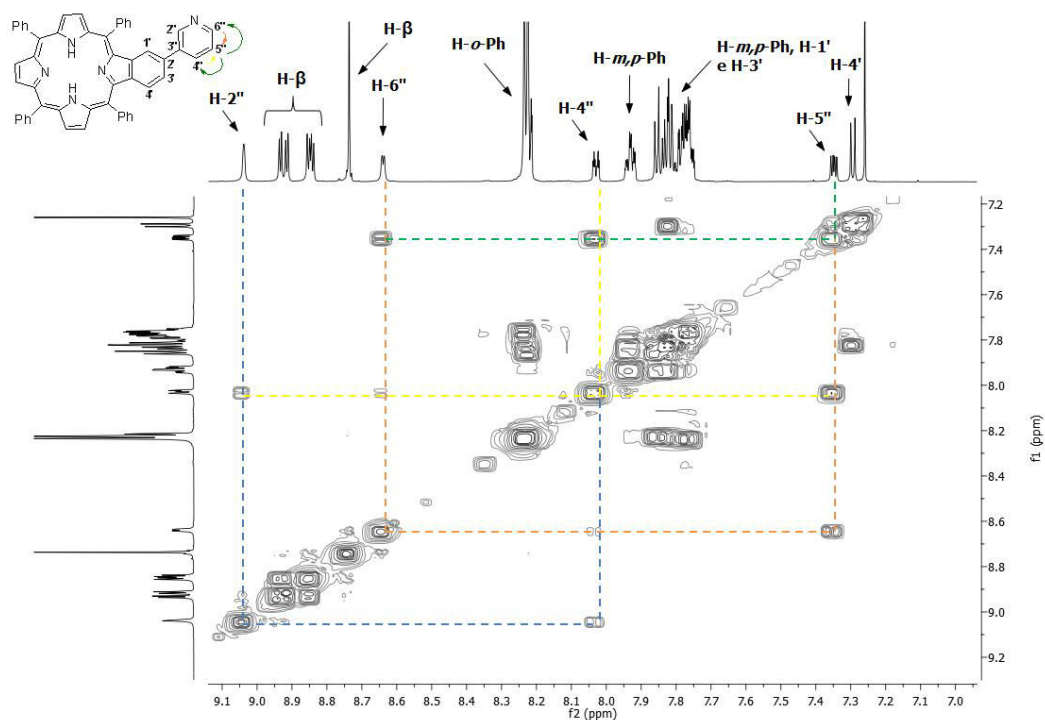 Ph
Ph
Ph
Ph
Ph
Ph
N
NH
N
N
HN
2''
3''
4''
5''
6''
1'
2'
3'
4'
H-2''
H-β
H-6''
H-β
H-o-Ph
H-4''
H-m,p-Ph
H-m,p-Ph, H-1'
e H-3'
H-5''
H-4'
7.2
7.4
7.6
7.8
8.0
8.2
8.4
8.6
8.8
9.0
9.2
f1 (ppm)
9.1 9.0 8.9 8.8 8.7 8.6 8.5 8.4 8.3 8.2 8.1 8.0 7.9 7.8 7.7 7.6 7.5 7.4 7.3 7.2 7.1 7.0
f2 (ppm)